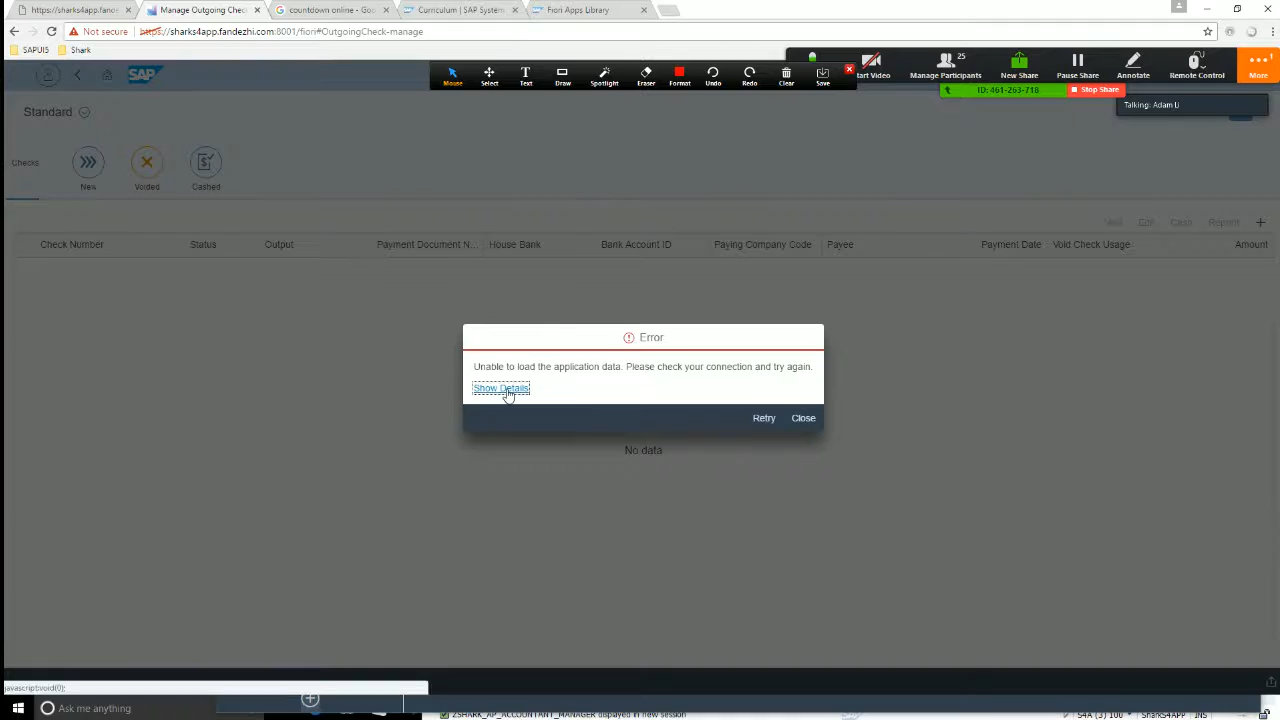 https://sharks4app.fande
Manage Outgoing Chec
countdown online - Goo
Curriculum | SAP System
Fiori Apps Library
Not secure
https://sharks4app.fandezhi.com:8001/fiori#OutgoingCheck-manage
SAPUIS
Shark
Start Video
25
Manage Participants
New Share
Pause Share
Annotate
Remote Control
More
Mouse
Select
Text
Draw
Spotlight
Eraser
Format
Undo
Redo
Clear
Save
ID: 461-263-718
Stop Share
Talking: Adam Li
SAP
Standard
Checks
New
Voided
Cashed
Void Edit Cash Reprint
Check Number Status Output Payment Document N... House Bank Bank Account ID Paying Company Code Payee Payment Date Void Check Usage Amount
Error
Unable to load the application data. Please check your connection and try again.
Show Details
Retry Close
No data
javascript:void(0);
Ask me anything
ZSHARK_AP_ACCOUNTANT_MANAGER displayed in new session
S4A (3) 100
SharkS4APP
INS